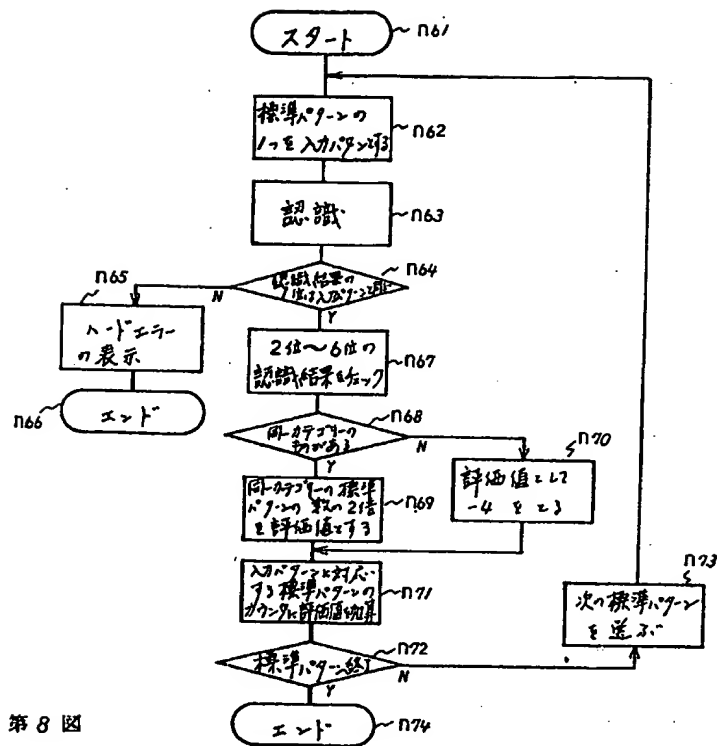 スタート
n61
標準パターンの
1つを入力パタンとする
n62
認識
n63
認識結果の
1位は入力パターンと同じ
n64
N
Y
n65
ハードエラー
の表示
n66
エンド
2位〜6位の
認識結果をチェック
n67
同一カテゴリーの
ものがある
n68
N
Y
n70
評価値として
-4をとる
同一カテゴリーの標準
パターンの数の2倍
を評価値とする
n69
入力パターンに対応
する標準パターンの
カウンタに評価値を加算
n71
n73
次の標準パターン
を選ぶ
標準パターン終了
n72
N
Y
エンド
n74
第8図